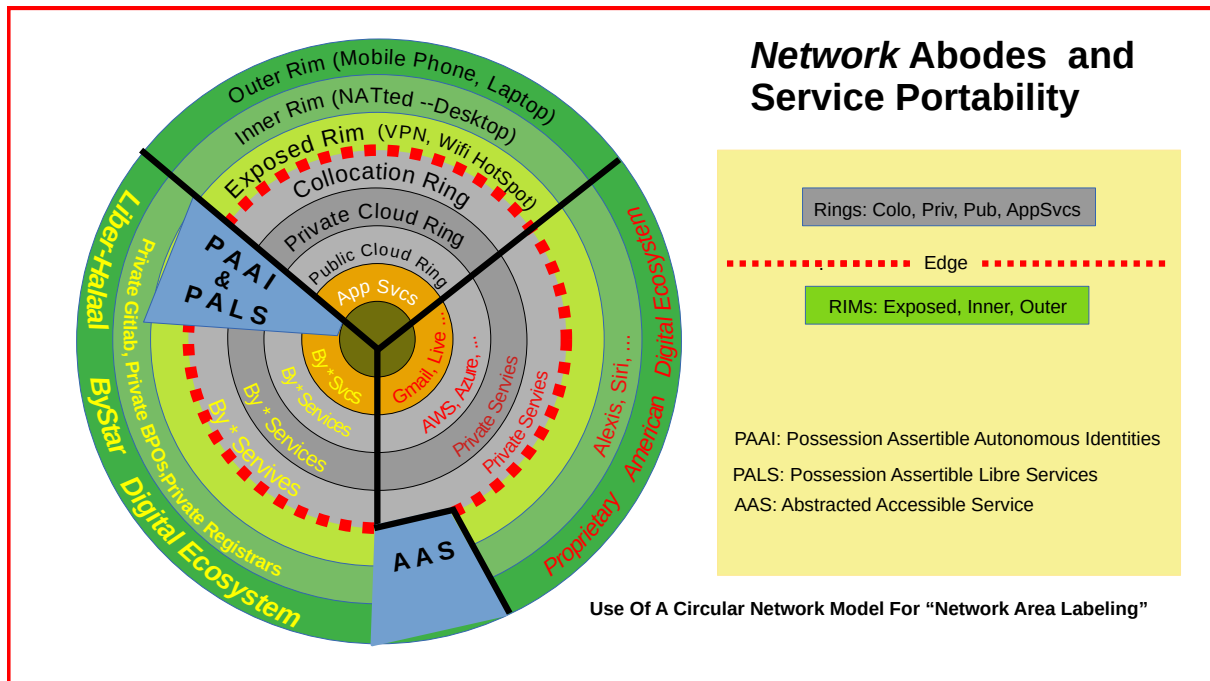 Network Abodes and
Service Portability
Outer Rim (Mobile Phone, Laptop)
Inner Rim (NATted --Desktop)
Exposed Rim (VPN, Wifi HotSpot)
Collocation Ring
Private Cloud Ring
Public Cloud Ring
App Svcs
PAAI
&
PALS
Liber-Halaal ByStar Digital Ecosystem
Private Gitlab, Private BPOs,Private Registrars
By * Servives
By * Services
By * Services
By * Svcs
Gmail, Live ...
AWS, Azure, ...
Private Servies
Private Servies
Alexis, Siri, ...
Proprietary American Digital Ecosystem
AAS
Rings: Colo, Priv, Pub, AppSvcs
. Edge
RIMs: Exposed, Inner, Outer
PAAI: Possession Assertible Autonomous Identities
PALS: Possession Assertible Libre Services
AAS: Abstracted Accessible Service
Use Of A Circular Network Model For “Network Area Labeling”